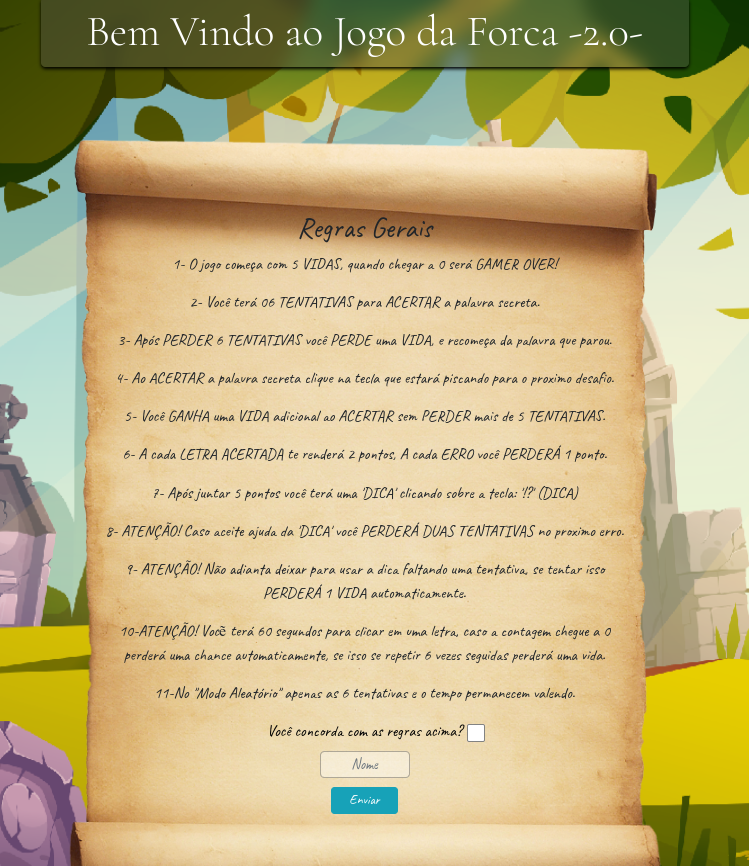 Bem Vindo ao Jogo da Forca -2.0-
Regras Gerais
1- O jogo começa com 5 VIDAS, quando chegar a 0 será GAMER OVER!
2- Você terá 06 TENTATIVAS para ACERTAR a palavra secreta.
3- Após PERDER 6 TENTATIVAS você PERDE uma VIDA, e recomeça da palavra que parou.
4- Ao ACERTAR a palavra secreta clique na tecla que estará piscando para o proximo desafio.
5- Você GANHA uma VIDA adicional ao ACERTAR sem PERDER mais de 5 TENTATIVAS.
6- A cada LETRA ACERTADA te renderá 2 pontos, A cada ERRO você PERDERÁ 1 ponto.
7- Após juntar 5 pontos você terá uma 'DICA' clicando sobre a tecla: '!?' (DICA)
8- ATENÇÃO! Caso aceite ajuda da 'DICA' você PERDERÁ DUAS TENTATIVAS no proximo erro.
9- ATENÇÃO! Não adianta deixar para usar a dica faltando uma tentativa, se tentar isso
PERDERÁ 1 VIDA automaticamente.
10-ATENÇÃO! Você terá 60 segundos para clicar em uma letra, caso a contagem chegue a 0
perderá uma chance automaticamente, se isso se repetir 6 vezes seguidas perderá uma vida.
11-No "Modo Aleatório" apenas as 6 tentativas e o tempo permanecem valendo.
Você concorda com as regras acima?
Nome
Enviar